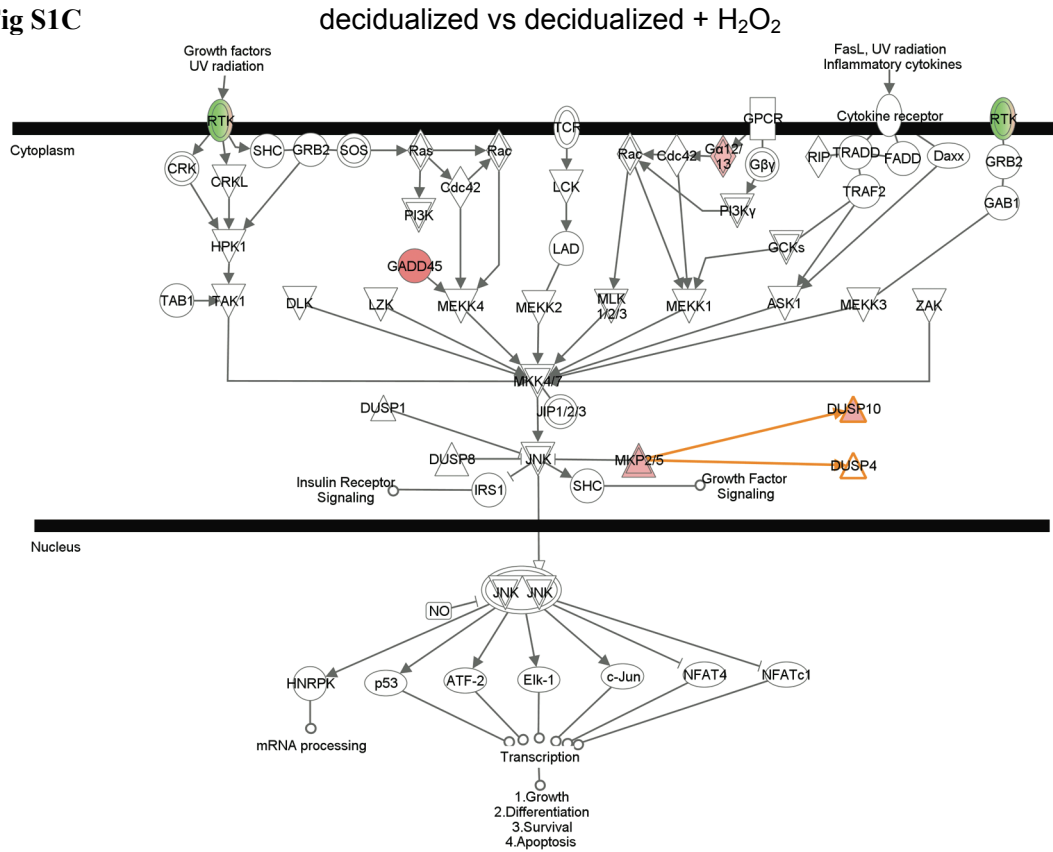 ig S1C
decidualized vs decidualized + H₂O₂
Growth factors
UV radiation
FasL, UV radiation
Inflammatory cytokines
RTK
TCR
GPCR
Cytokine receptor
RTK
Cytoplasm
CRK
CRKL
SHC
GRB2
SOS
Ras
Rac
Cdc42
PI3K
LCK
Rac
Cdc42
Gα12/
13
Gβγ
PI3Kγ
RIP
TRADD
FADD
Daxx
TRAF2
GRB2
GAB1
HPK1
LAD
GCKs
GADD45
TAB1
TAK1
DLK
LZK
MEKK4
MEKK2
MLK
1/2/3
MEKK1
ASK1
MEKK3
ZAK
MKK4/7
JIP1/2/3
DUSP1
DUSP10
DUSP8
JNK
MKP2/5
DUSP4
Insulin Receptor
Signaling
IRS1
SHC
Growth Factor
Signaling
Nucleus
JNK
JNK
NO
HNRPK
p53
ATF-2
Elk-1
c-Jun
NFAT4
NFATc1
mRNA processing
Transcription
1.Growth
2.Differentiation
3.Survival
4.Apoptosis